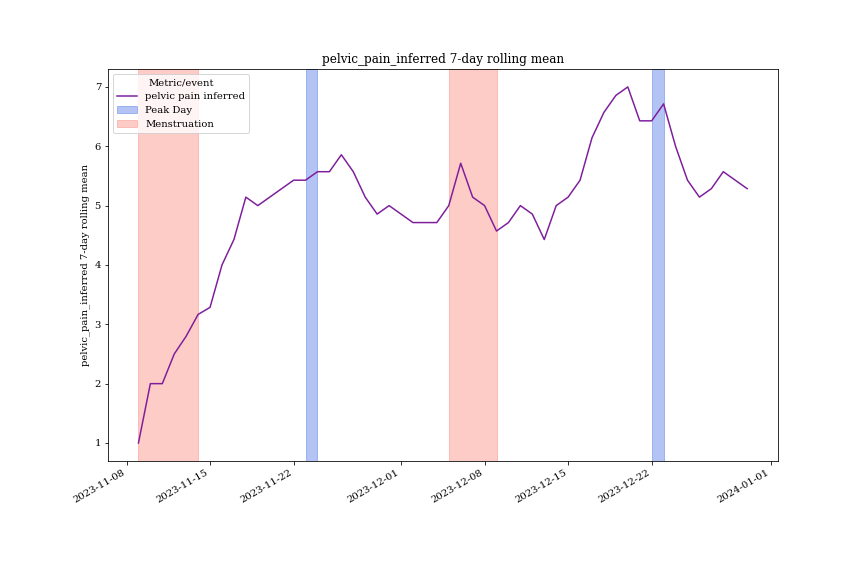 pelvic_pain_inferred 7-day rolling mean
Metric/event
pelvic pain inferred
Peak Day
Menstruation
pelvic_pain_inferred 7-day rolling mean
7
6
5
4
3
2
1
2023-11-08
2023-11-15
2023-11-22
2023-12-01
2023-12-08
2023-12-15
2023-12-22
2024-01-01